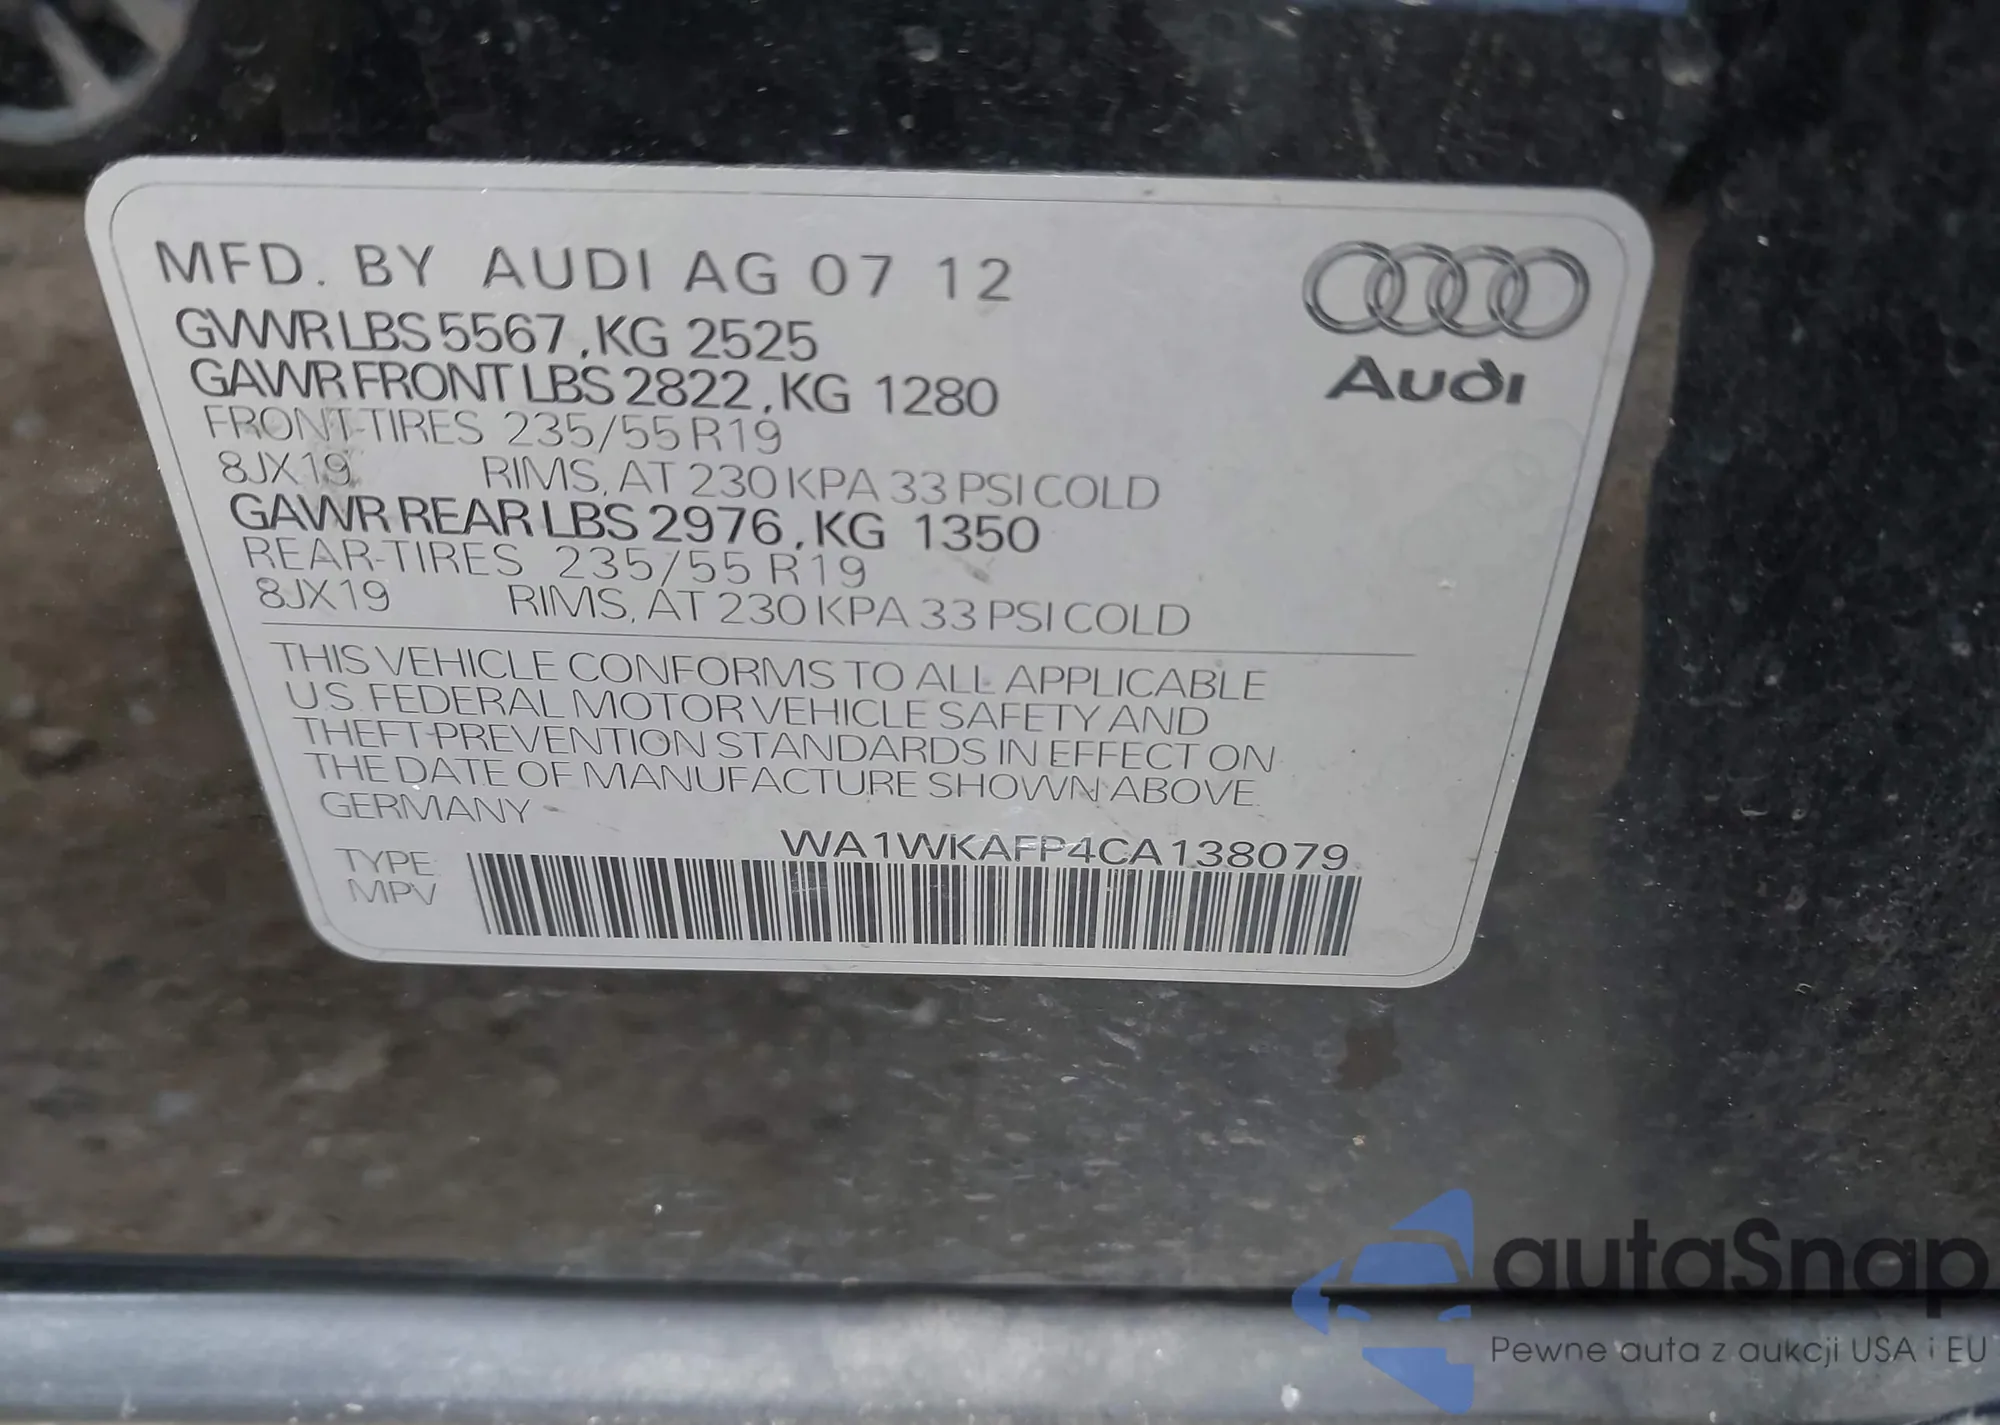 MFD. BY AUDI AG 07 12
GVWR LBS 5567, KG 2525
GAWR FRONT LBS 2822, KG 1280
FRONT-TIRES 235/55 R19
8JX19 RIMS, AT 230 KPA 33 PSI COLD
GAWR REAR LBS 2976, KG 1350
REAR-TIRES 235/55 R19
8JX19 RIMS, AT 230 KPA 33 PSI COLD
Audi
THIS VEHICLE CONFORMS TO ALL APPLICABLE
U.S. FEDERAL MOTOR VEHICLE SAFETY AND
THEFT-PREVENTION STANDARDS IN EFFECT ON
THE DATE OF MANUFACTURE SHOWN ABOVE.
GERMANY
WA1WKAFP4CA138079
TYPE:
MPV
autaSnap
Pewne auta z aukcji USA i EU